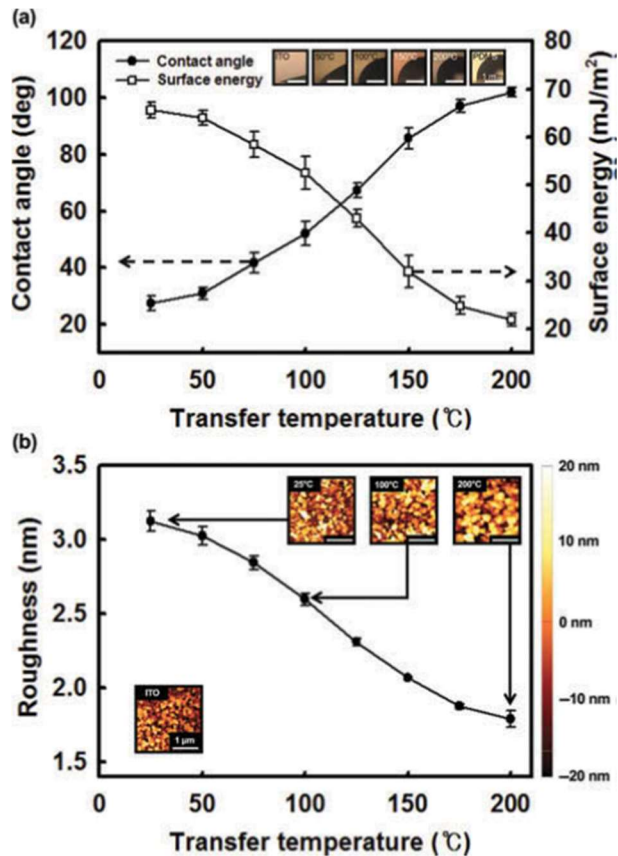 (a)
120
100
80
60
40
20
Contact angle (deg)
Contact angle
Surface energy
ITO
50°C
100°C
150°C
200°C
80
70
60
50
40
30
20
Surface energy (mJ/m²)
0 50 100 150 200
Transfer temperature (℃)
(b)
3.5
3.0
2.5
2.0
1.5
Roughness (nm)
25°C
100°C
200°C
ITO
1 µm
20 nm
10 nm
0 nm
−10 nm
−20 nm
0 50 100 150 200
Transfer temperature (℃)